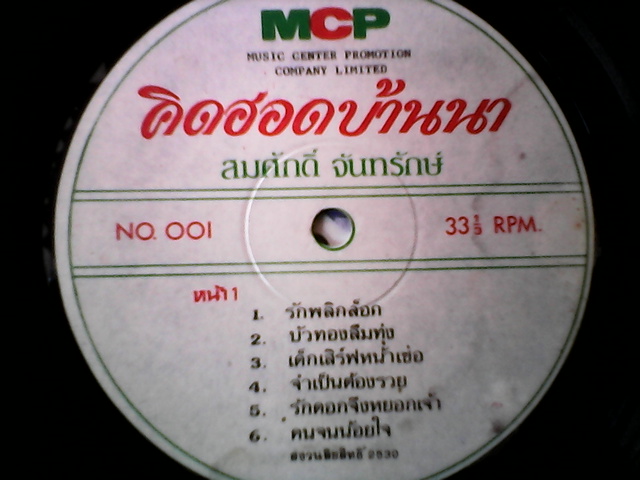 MCP
MUSIC CENTER PROMOTION
COMPANY LIMITED
คิดฮอดบ้านนา
สมศักดิ์ จันทรักษ์
NO. 001 33 1/3 RPM.
หน้า 1
1. รักพลิกล็อก
2. บัวทองลืมทุ่ง
3. เด็กเสิร์ฟหน้าเซ่อ
4. จำเป็นต้องรวย
5. รักดอกจึงหยอกเจ้า
6. คนจนน้อยใจ
สงวนลิขสิทธิ์ 2530